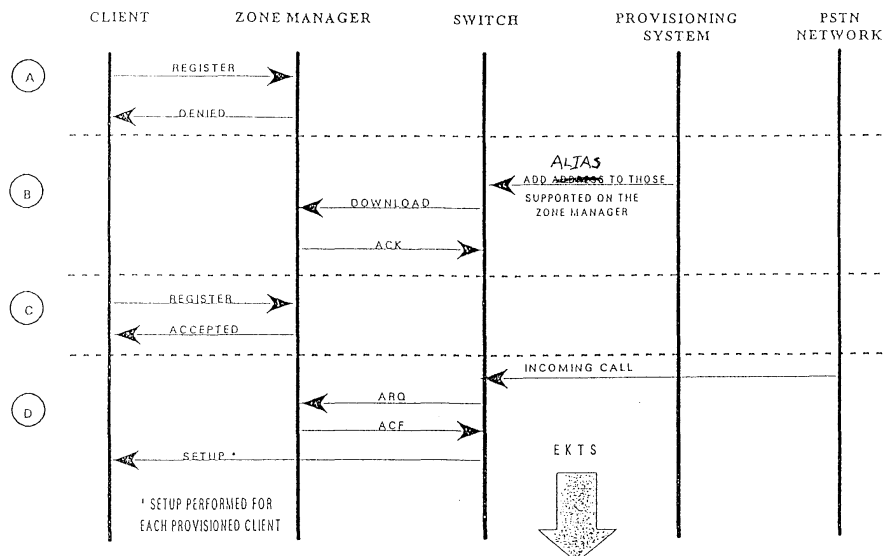 CLIENT
ZONE MANAGER
SWITCH
PROVISIONING
SYSTEM
PSTN
NETWORK
A
REGISTER
DENIED
B
ALIAS
ADD ADDRESS TO THOSE
SUPPORTED ON THE
ZONE MANAGER
DOWNLOAD
ACK
C
REGISTER
ACCEPTED
D
INCOMING CALL
ARQ
ACF
SETUP *
EKTS
* SETUP PERFORMED FOR
EACH PROVISIONED CLIENT